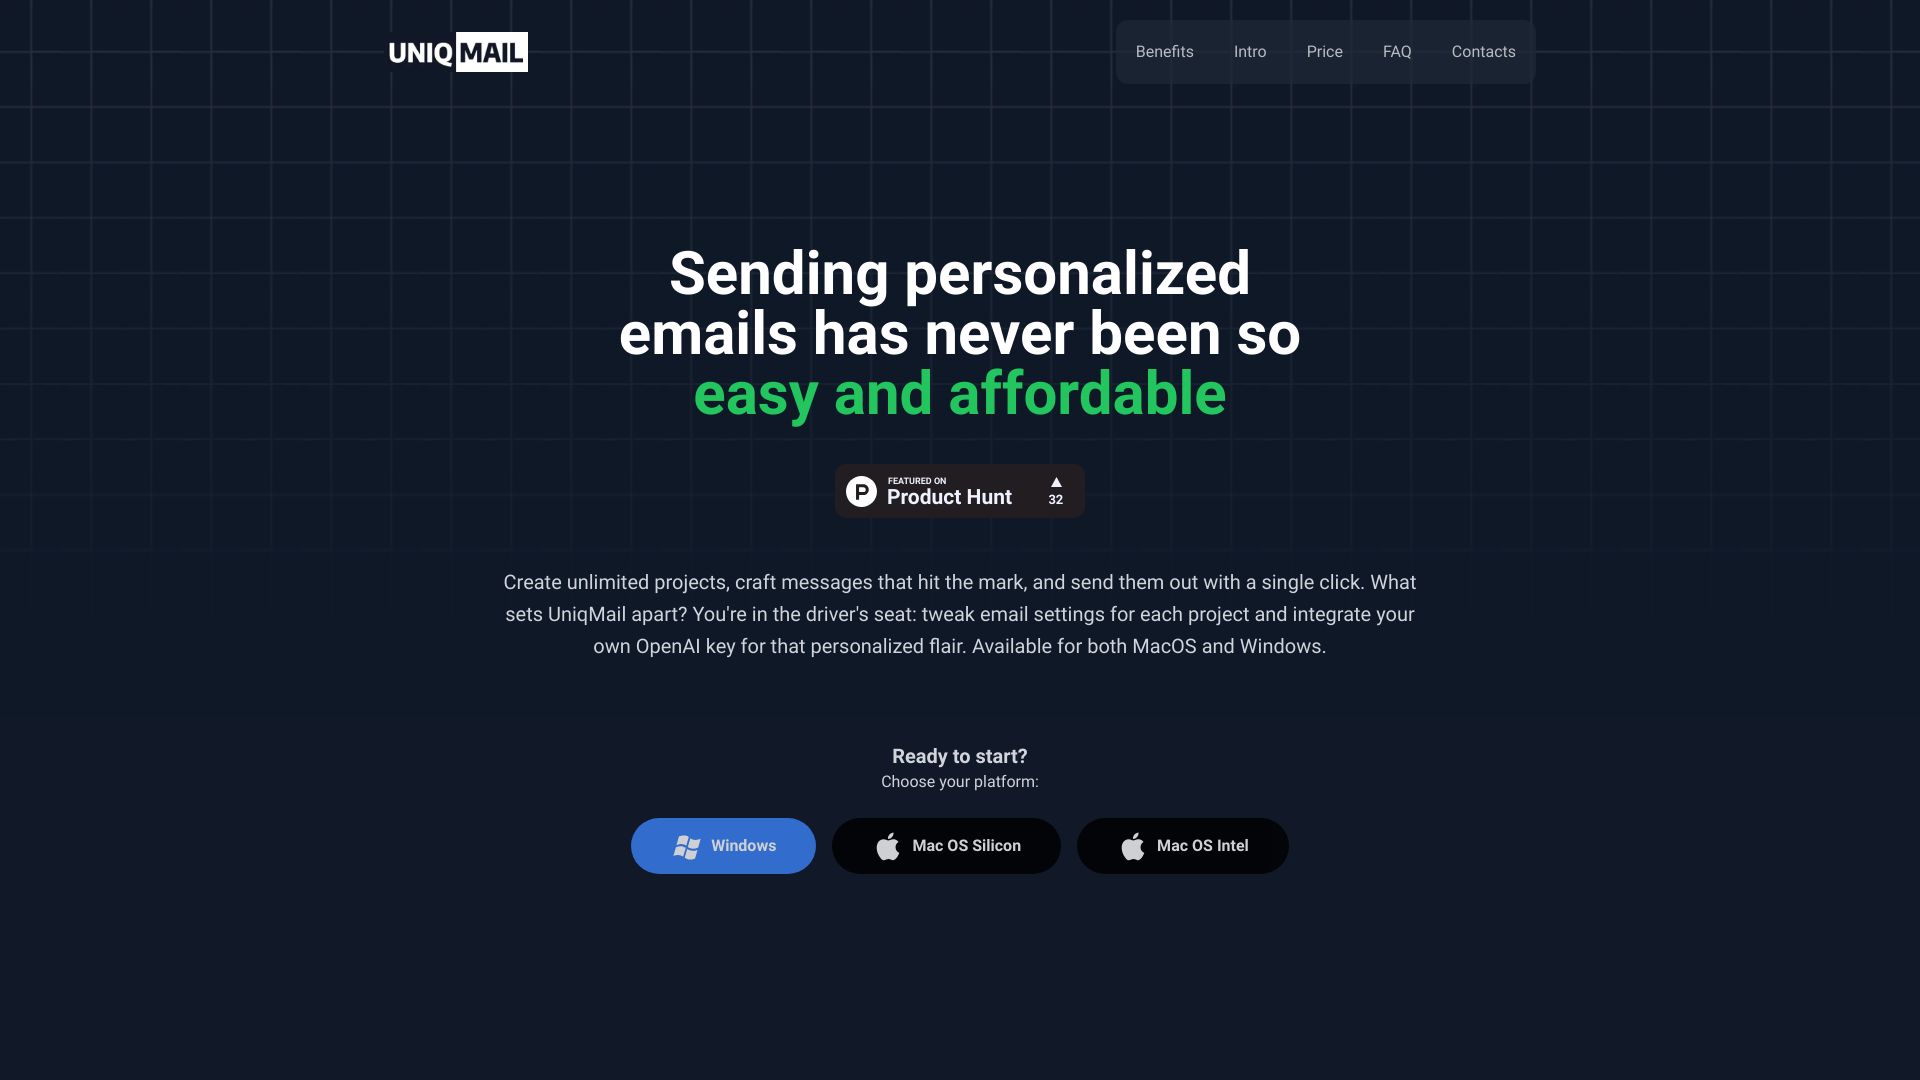 UNIQMAIL
Benefits
Intro
Price
FAQ
Contacts
Sending personalized
emails has never been so
easy and affordable
P
FEATURED ON
Product Hunt
▲
32
Create unlimited projects, craft messages that hit the mark, and send them out with a single click. What
sets UniqMail apart? You're in the driver's seat: tweak email settings for each project and integrate your
own OpenAI key for that personalized flair. Available for both MacOS and Windows.
Ready to start?
Choose your platform:
Windows
Mac OS Silicon
Mac OS Intel